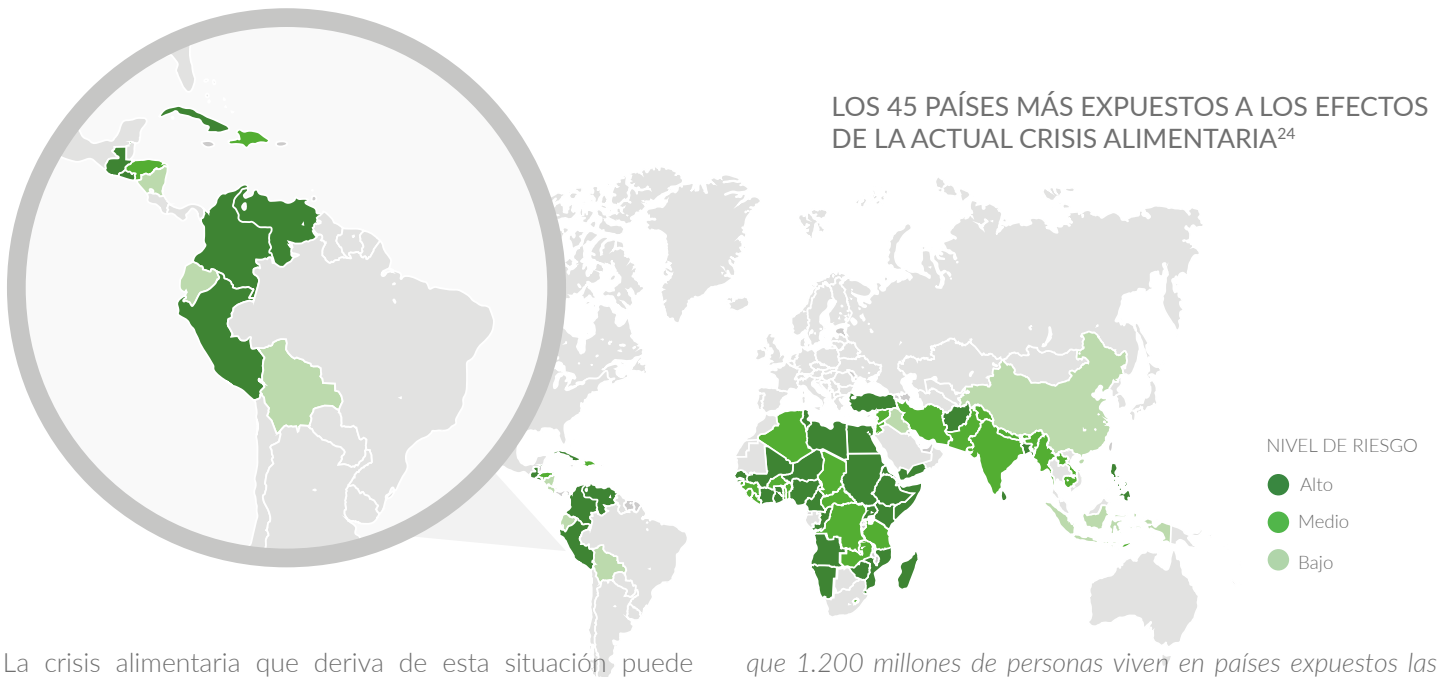 LOS 45 PAÍSES MÁS EXPUESTOS A LOS EFECTOS
DE LA ACTUAL CRISIS ALIMENTARIA24
NIVEL DE RIESGO
Alto
Medio
Bajo
La crisis alimentaria que deriva de esta situación puede
que 1.200 millones de personas viven en países expuestos las